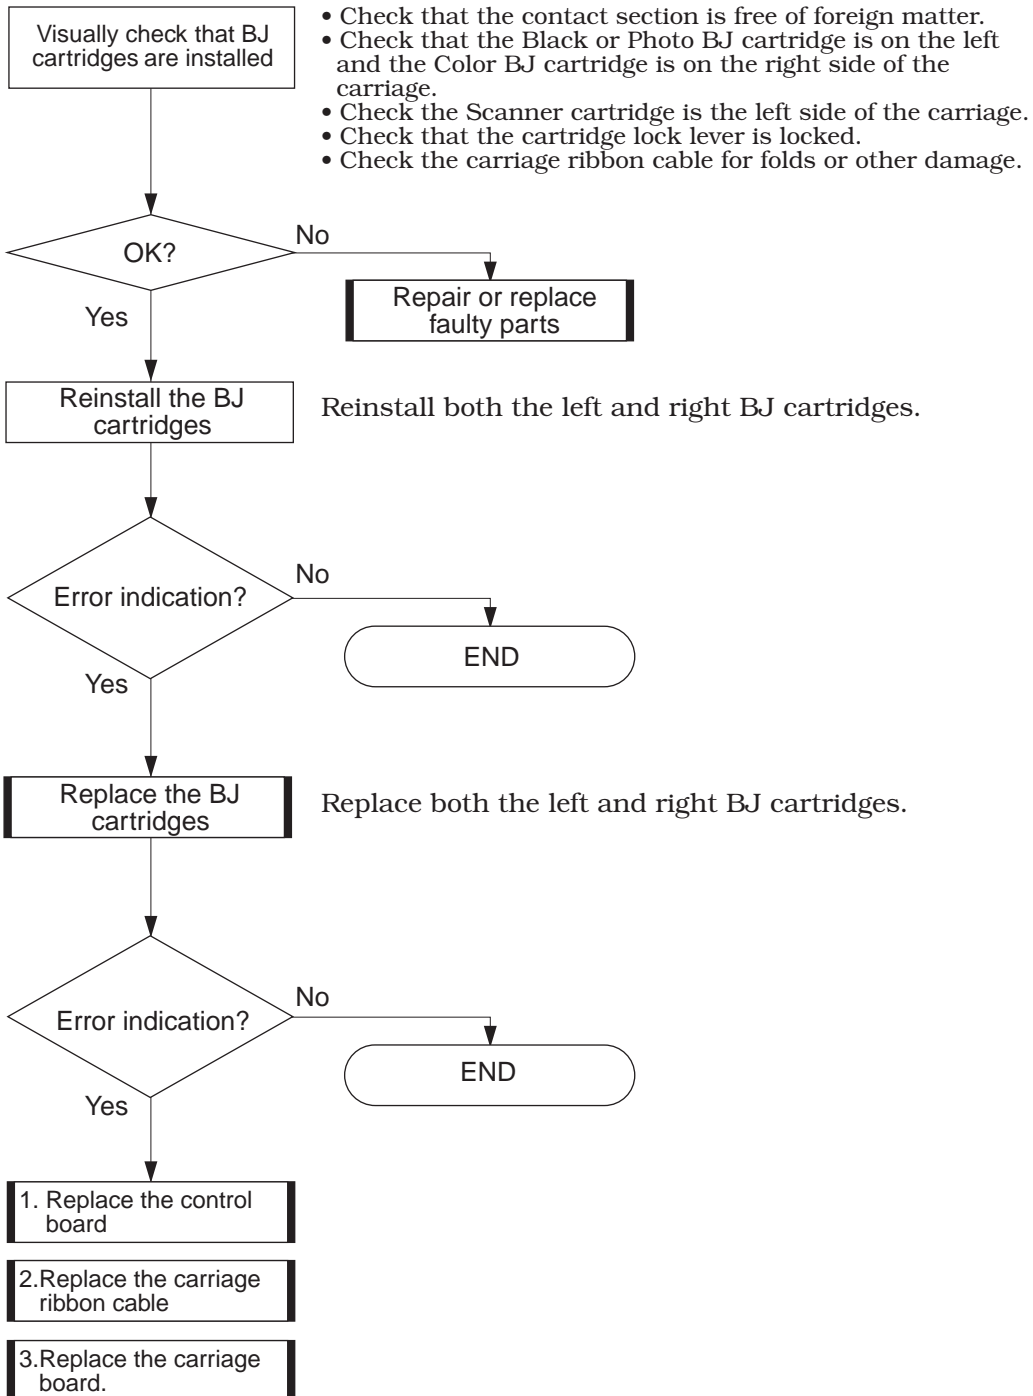 Visually check that BJ
cartridges are installed
• Check that the contact section is free of foreign matter.
• Check that the Black or Photo BJ cartridge is on the left
and the Color BJ cartridge is on the right side of the
carriage.
• Check the Scanner cartridge is the left side of the carriage.
• Check that the cartridge lock lever is locked.
• Check the carriage ribbon cable for folds or other damage.
OK?
No
Yes
Repair or replace
faulty parts
Reinstall the BJ
cartridges
Reinstall both the left and right BJ cartridges.
Error indication?
No
Yes
END
Replace the BJ
cartridges
Replace both the left and right BJ cartridges.
Error indication?
No
Yes
END
1. Replace the control
board
2.Replace the carriage
ribbon cable
3.Replace the carriage
board.